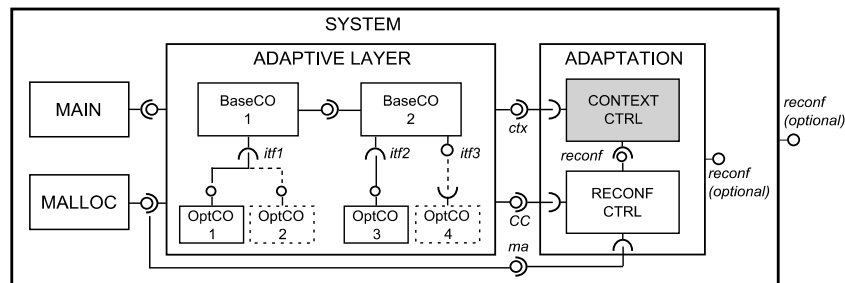 SYSTEM
ADAPTIVE LAYER
ADAPTATION
MAIN
BaseCO
1
BaseCO
2
ctx
CONTEXT
CTRL
reconf
(optional)
itf1
itf2
itf3
reconf
reconf
(optional)
MALLOC
OptCO
1
OptCO
2
OptCO
3
OptCO
4
CC
RECONF
CTRL
ma